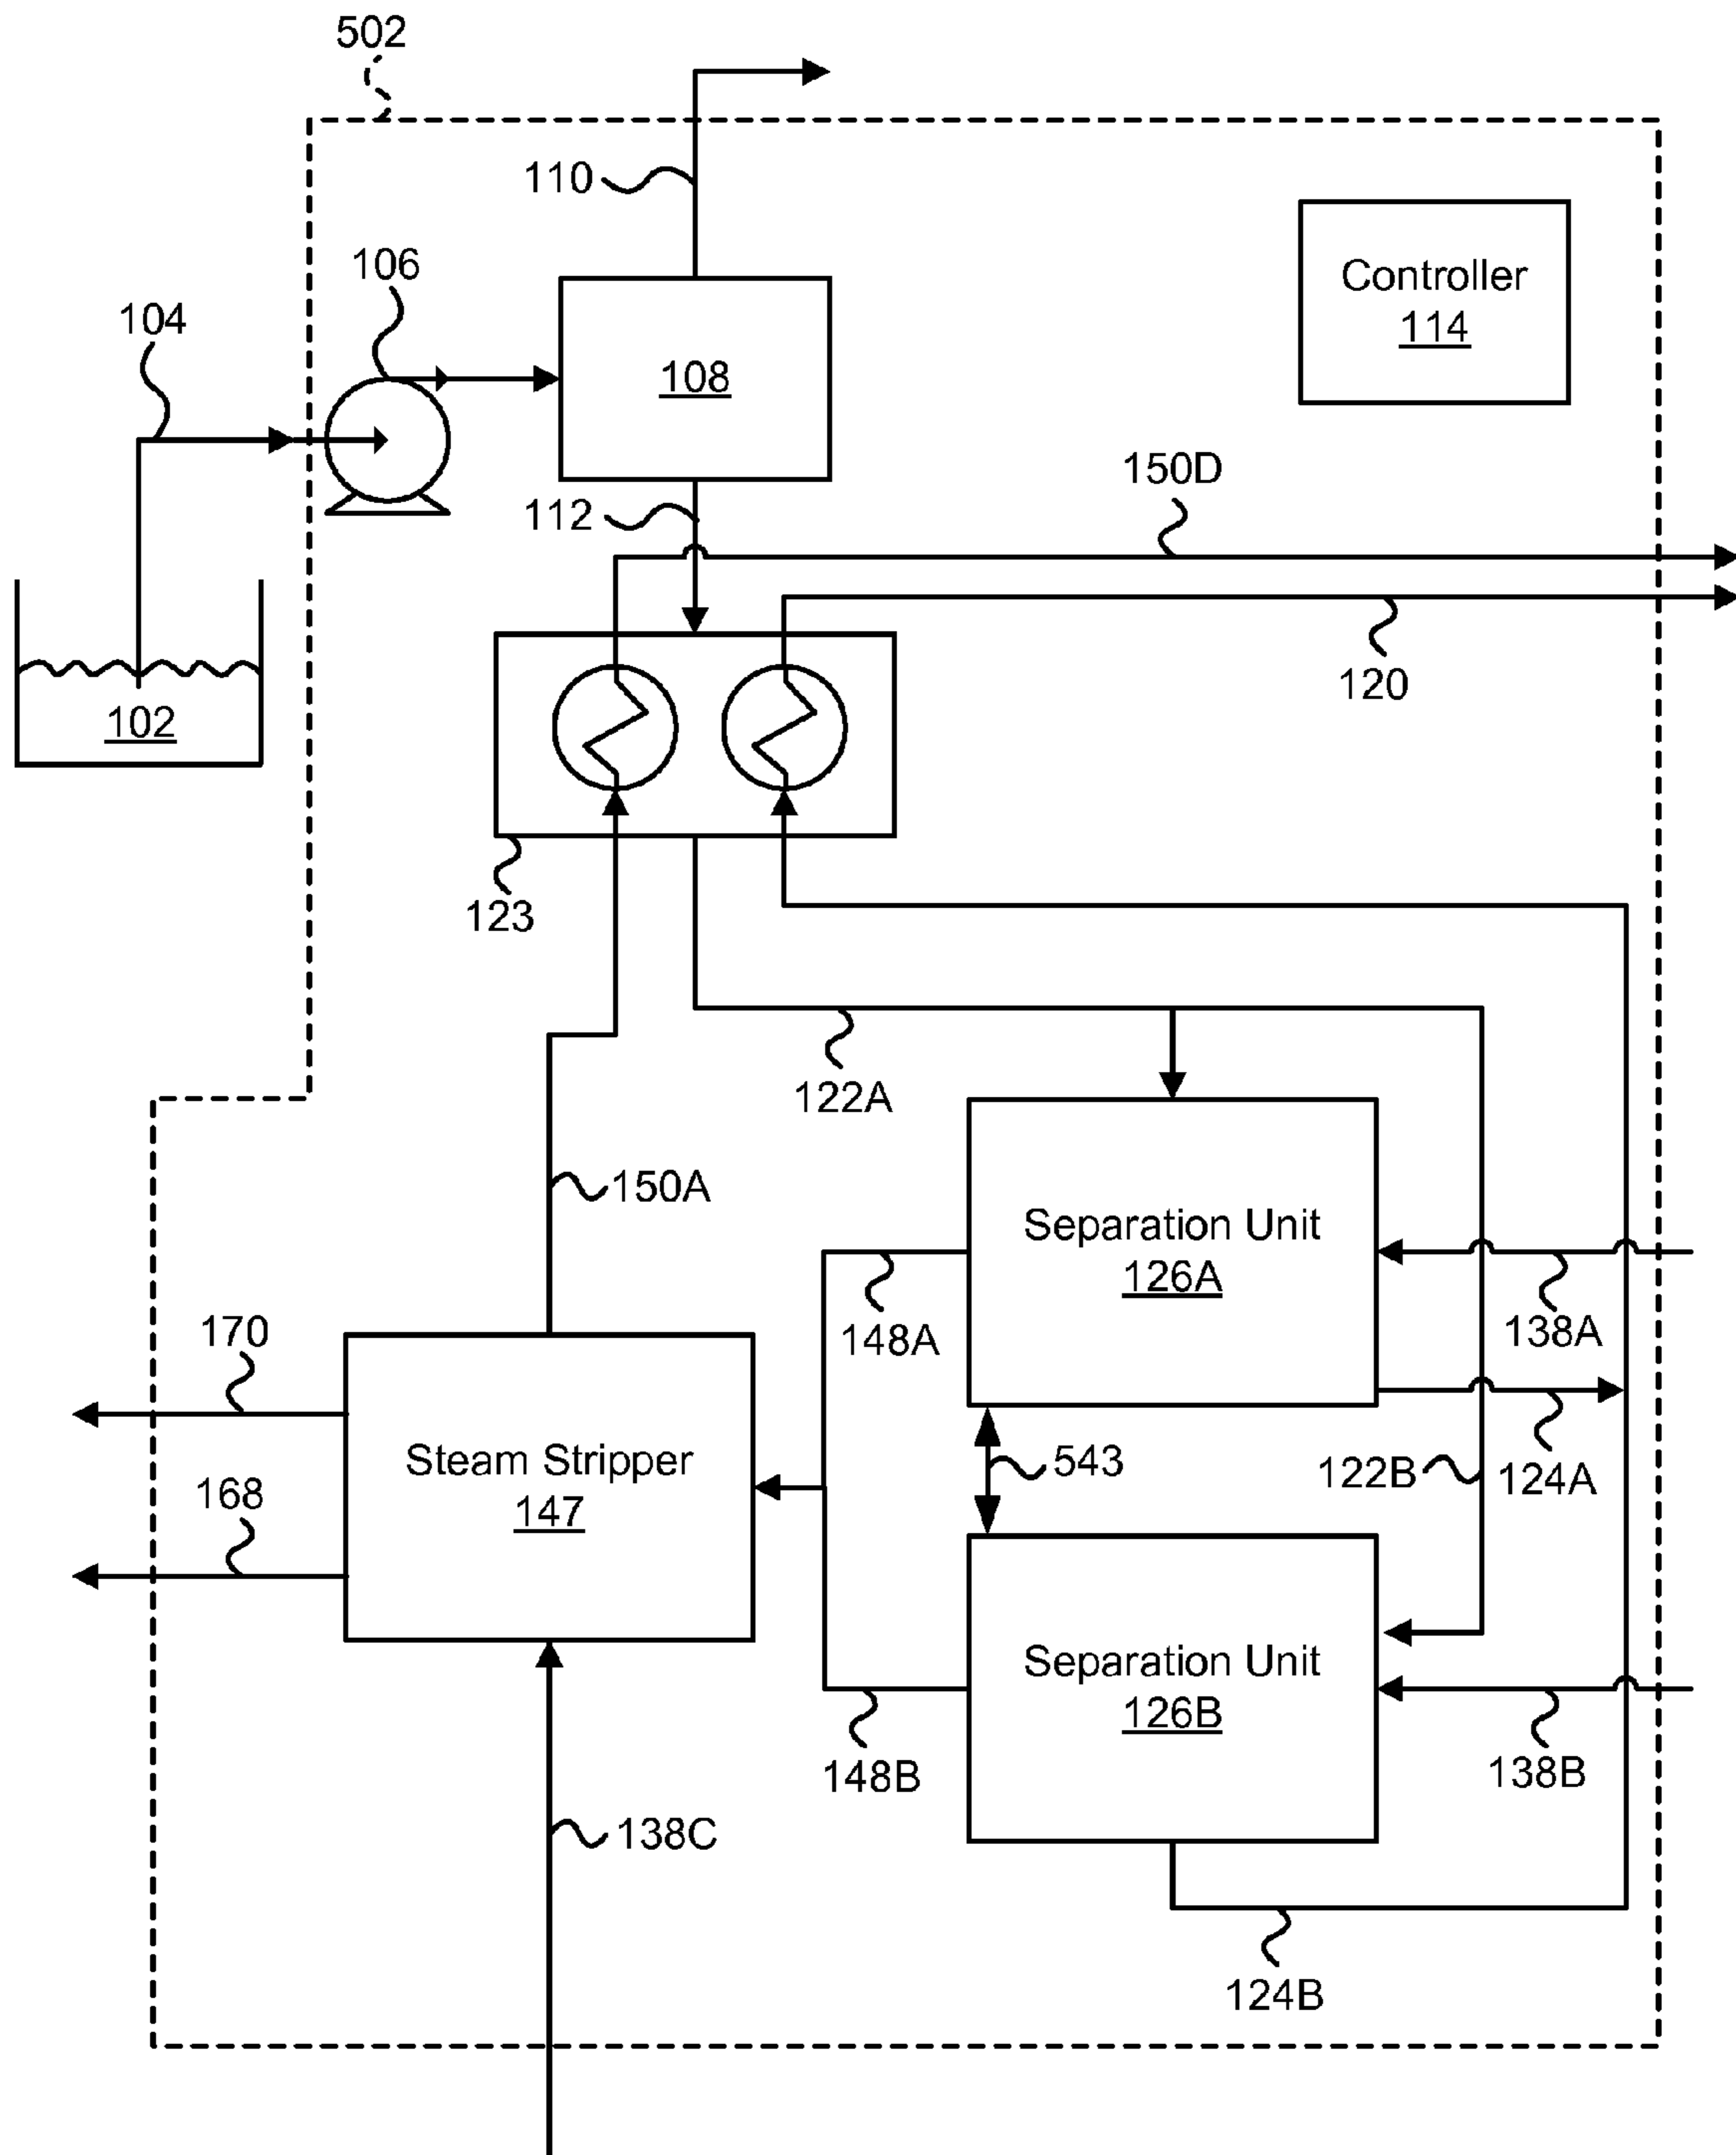 502
110
106
Controller
114
104
108
150D
112
120
102
123
122A
150A
Separation Unit
126A
170
148A
138A
Steam Stripper
147
543
122B
124A
168
Separation Unit
126B
148B
138B
138C
124B